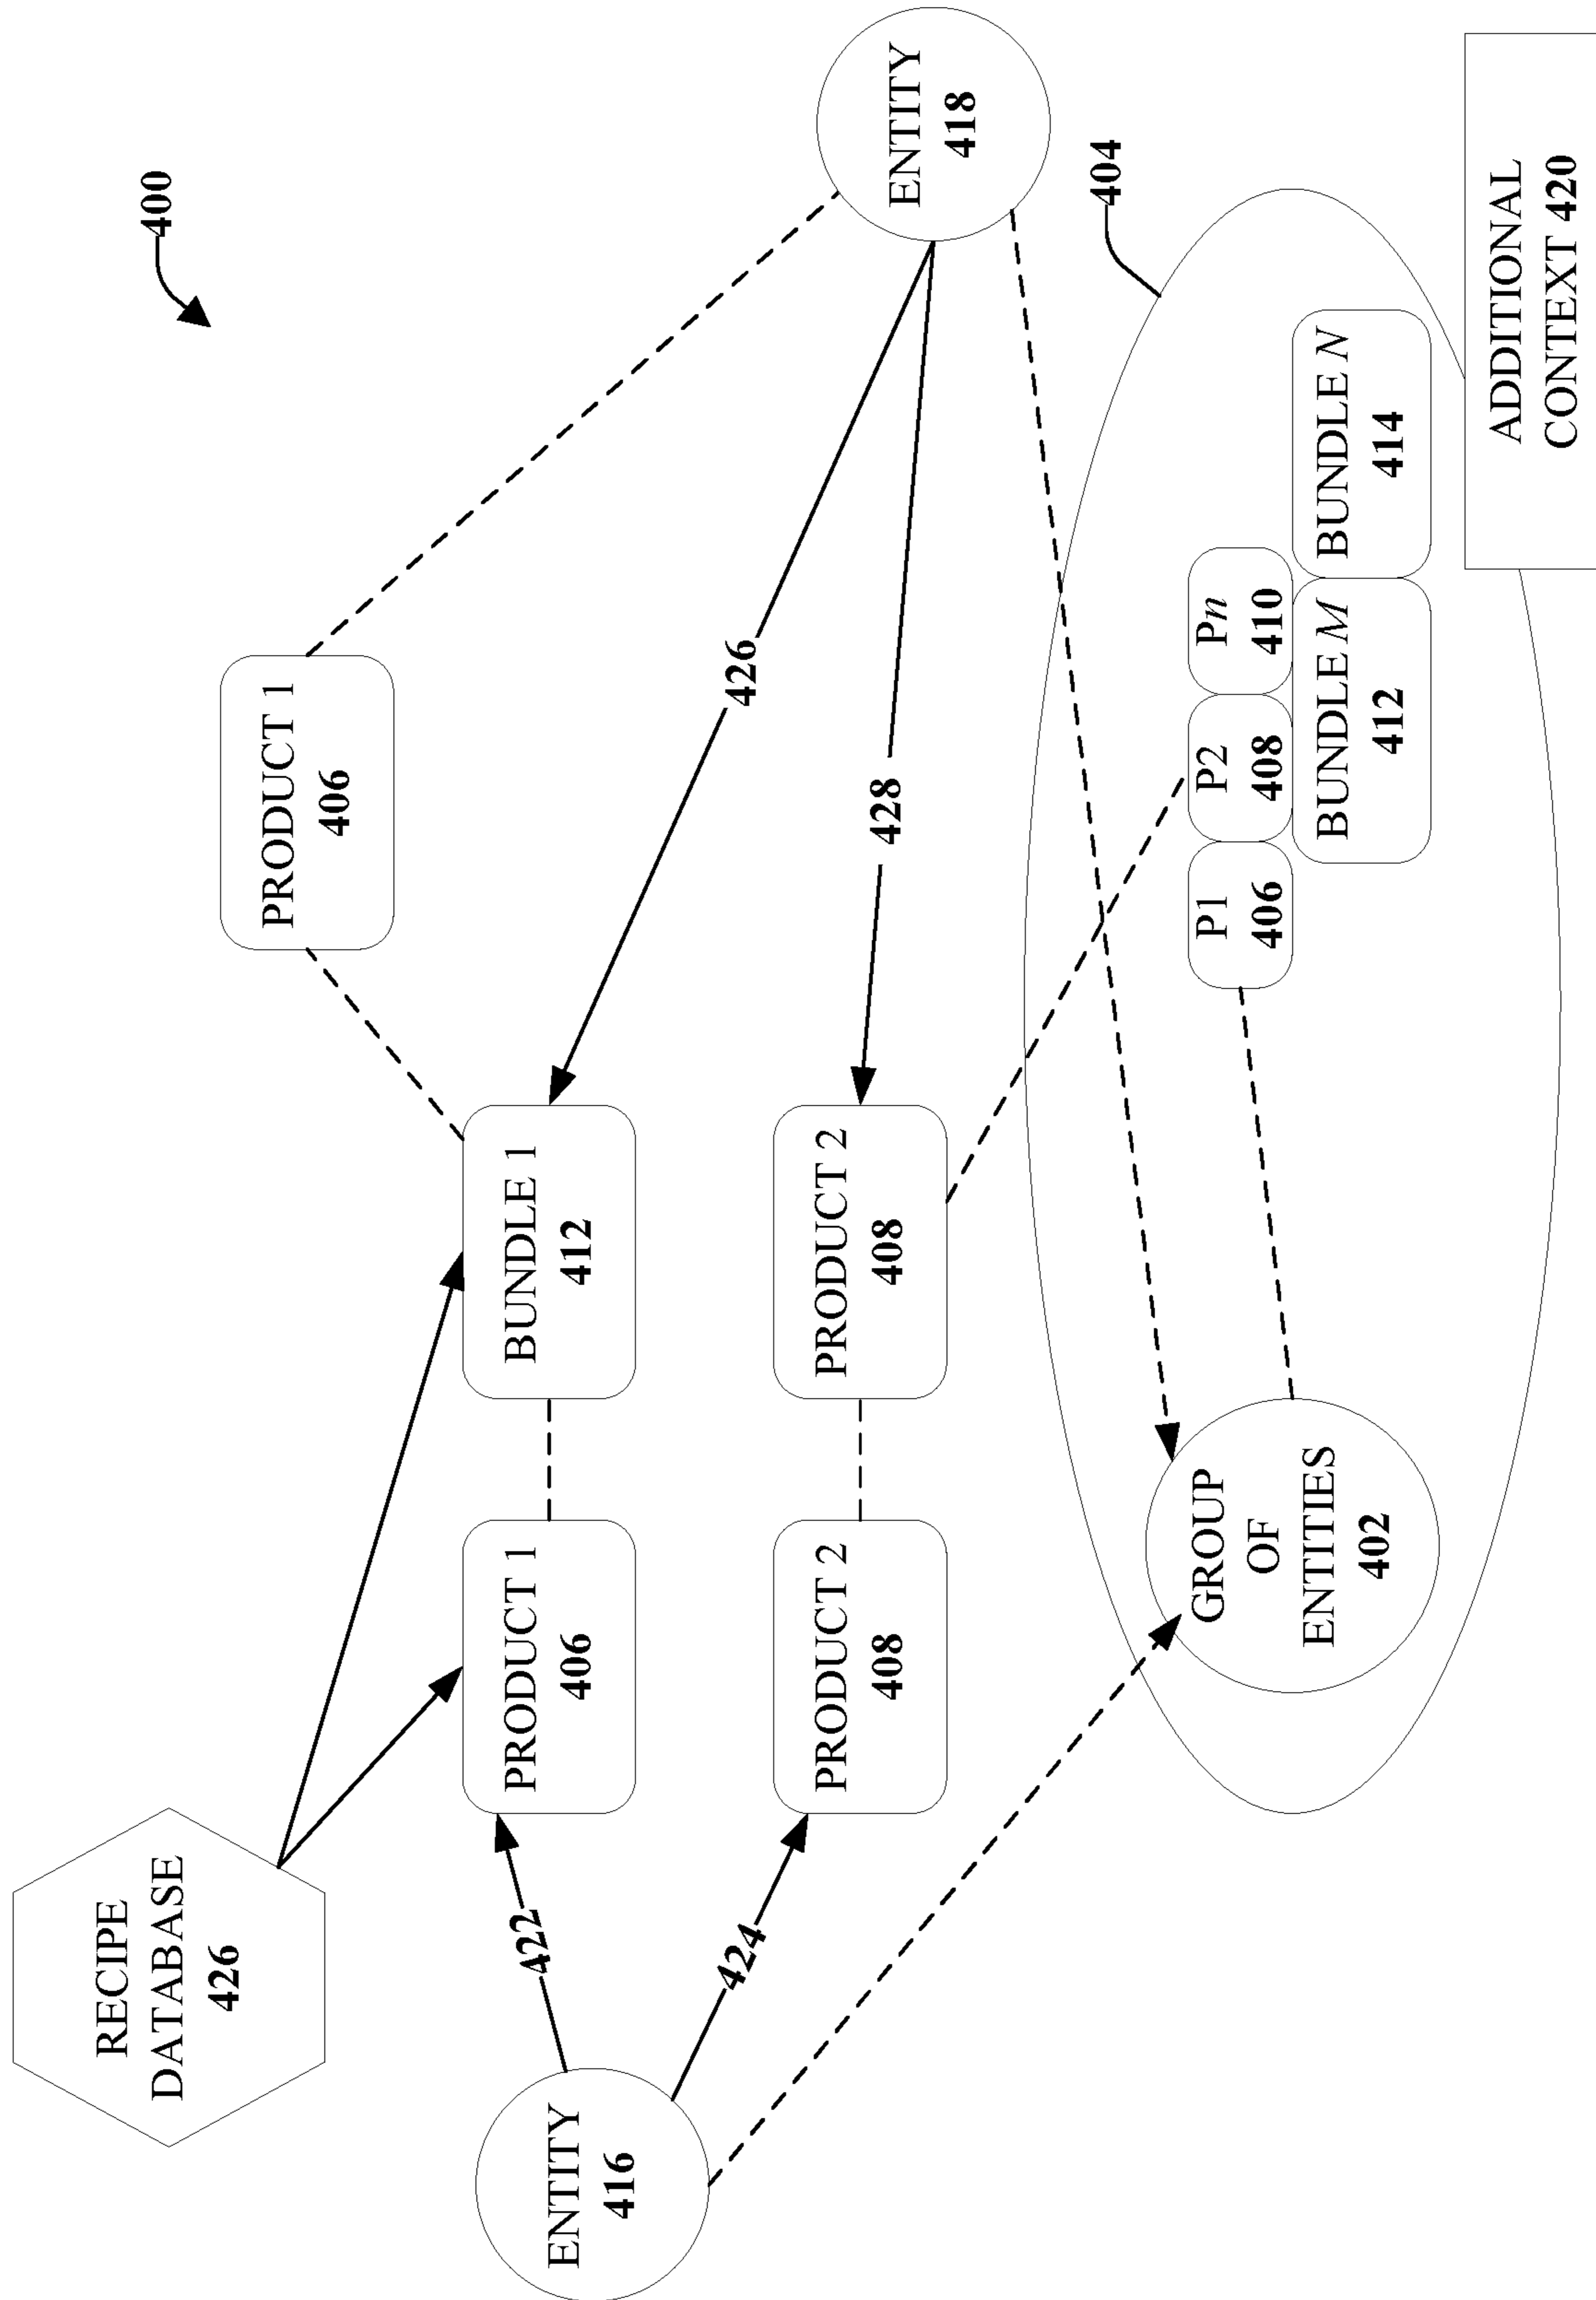 400
RECIPE
DATABASE
426
PRODUCT 1
406
ENTITY
416
422
PRODUCT 1
406
BUNDLE 1
412
426
ENTITY
418
424
PRODUCT 2
408
PRODUCT 2
408
428
404
GROUP
OF
ENTITIES
402
P1
406
P2
408
Pn
410
BUNDLE M
412
BUNDLE N
414
ADDITIONAL
CONTEXT 420